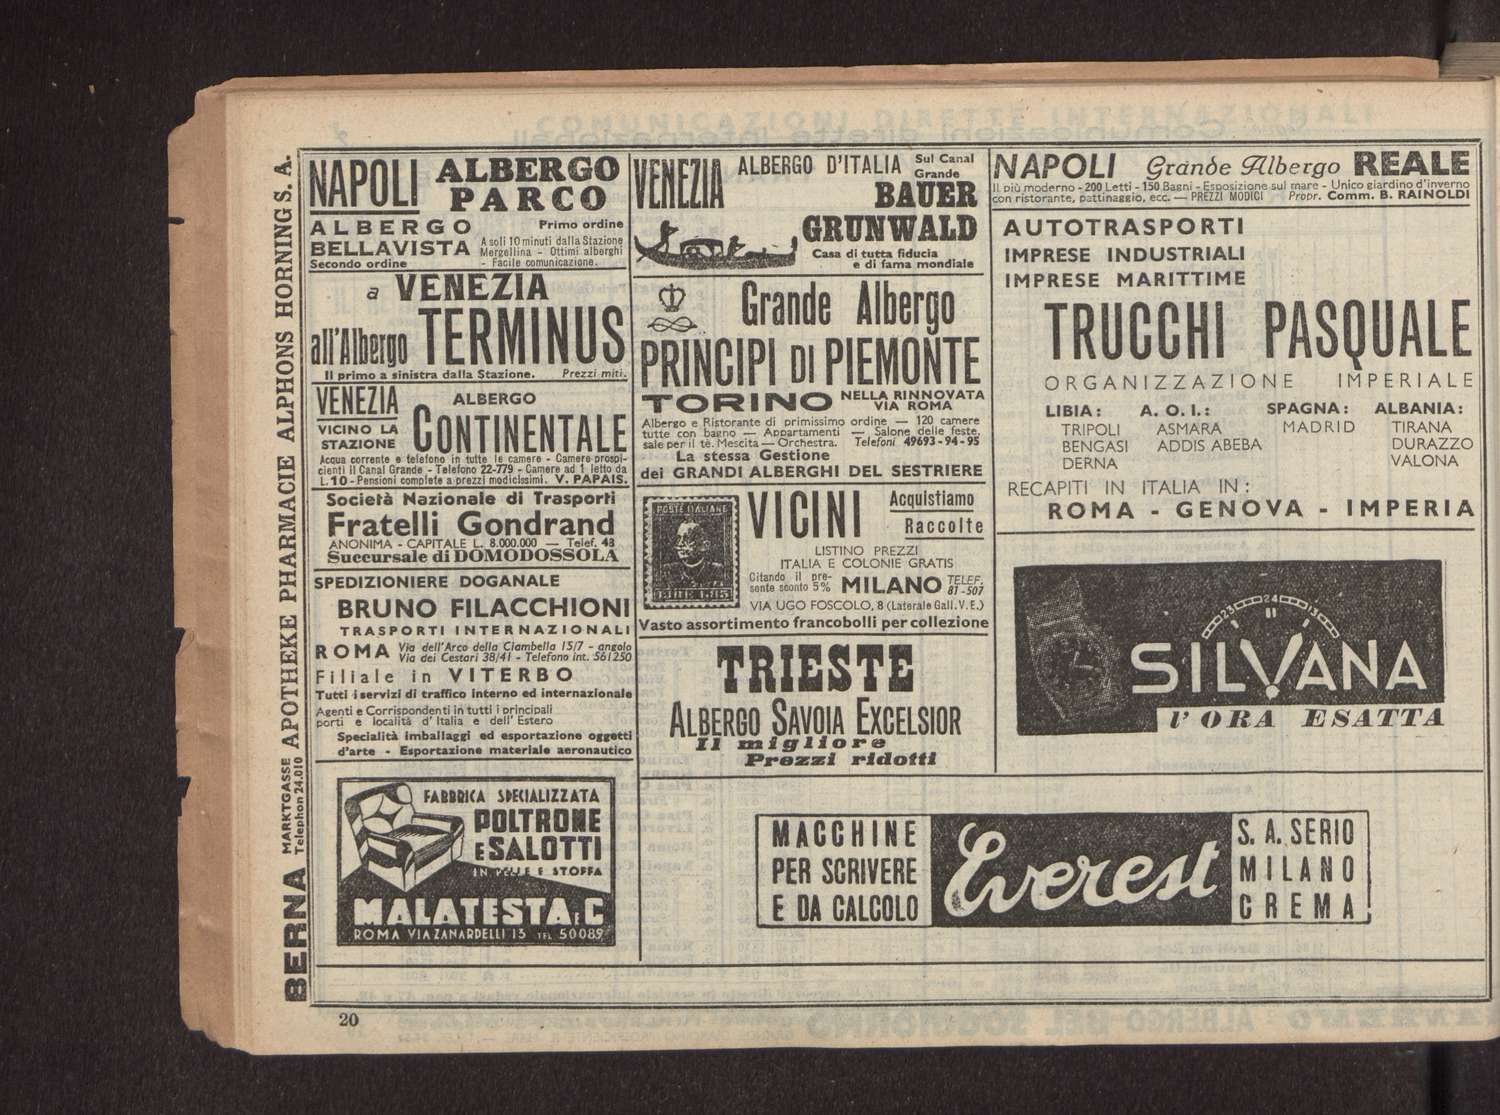 BERNA MARKTGASSE APOTHEKE PHARMACIE ALPHONS HORNING S. A.
Telephon 24.010
NAPOLI ALBERGO PARCO
ALBERGO BELLAVISTA
Secondo ordine
Primo ordine
A soli 10 minuti dalla Stazione
Mergellina - Ottimi alberghi
- Facile comunicazione.
a VENEZIA
all'Albergo TERMINUS
Il primo a sinistra dalla Stazione. Prezzi miti.
VENEZIA
VICINO LA
STAZIONE
ALBERGO
CONTINENTALE
Acqua corrente e telefono in tutte le camere - Camere prospi-
cienti il Canal Grande - Telefono 22-779 - Camere ad 1 letto da
L. 10 - Pensioni complete a prezzi modicissimi. V. PAPAIS.
Società Nazionale di Trasporti
Fratelli Gondrand
ANONIMA - CAPITALE L. 8.000.000 — Telef. 43
Succursale di DOMODOSSOLA
SPEDIZIONIERE DOGANALE
BRUNO FILACCHIONI
TRASPORTI INTERNAZIONALI
ROMA Via dell'Arco della Ciambella 15/7 - angolo
Via dei Cestari 38/41 - Telefono int. 561250
Filiale in VITERBO
Tutti i servizi di traffico interno ed internazionale
Agenti e Corrispondenti in tutti i principali
porti e località d'Italia e dell'Estero
Specialità imballaggi ed esportazione oggetti
d'arte - Esportazione materiale aeronautico
FABBRICA SPECIALIZZATA
POLTRONE
E SALOTTI
IN PELLE E STOFFA
MALATESTA E C
ROMA VIA ZANARDELLI 13 TEL 50089
VENEZIA ALBERGO D'ITALIA Sul Canal
Grande
BAUER
GRUNWALD
Casa di tutta fiducia
e di fama mondiale
Grande Albergo
PRINCIPI DI PIEMONTE
TORINO NELLA RINNOVATA
VIA ROMA
Albergo e Ristorante di primissimo ordine — 120 camere
tutte con bagno — Appartamenti — Salone delle feste,
sale per il tè. Mescita — Orchestra. Telefoni 49693-94-95
La stessa Gestione
dei GRANDI ALBERGHI DEL SESTRIERE
POSTE ITALIANE
LIRE 1.75
VICINI Acquistiamo
Raccolte
LISTINO PREZZI
ITALIA E COLONIE GRATIS
Citando il pre-
sente sconto 5% MILANO TELEF.
81-507
VIA UGO FOSCOLO, 8 (Laterale Gall. V. E.)
Vasto assortimento francobolli per collezione
TRIESTE
ALBERGO SAVOIA EXCELSIOR
Il migliore
Prezzi ridotti
NAPOLI Grande Albergo REALE
Il più moderno - 200 Letti - 150 Bagni - Esposizione sul mare - Unico giardino d'inverno
con ristorante, pattinaggio, ecc. — PREZZI MODICI Propr. Comm. B. RAINOLDI
AUTOTRASPORTI
IMPRESE INDUSTRIALI
IMPRESE MARITTIME
TRUCCHI PASQUALE
ORGANIZZAZIONE IMPERIALE
LIBIA: A. O. I.: SPAGNA: ALBANIA:
TRIPOLI ASMARA MADRID TIRANA
BENGASI ADDIS ABEBA DURAZZO
DERNA VALONA
RECAPITI IN ITALIA IN:
ROMA - GENOVA - IMPERIA
23 24 13
SILVANA
l'ORA ESATTA
MACCHINE
PER SCRIVERE
E DA CALCOLO
Everest
S. A. SERIO
MILANO
CREMA
20